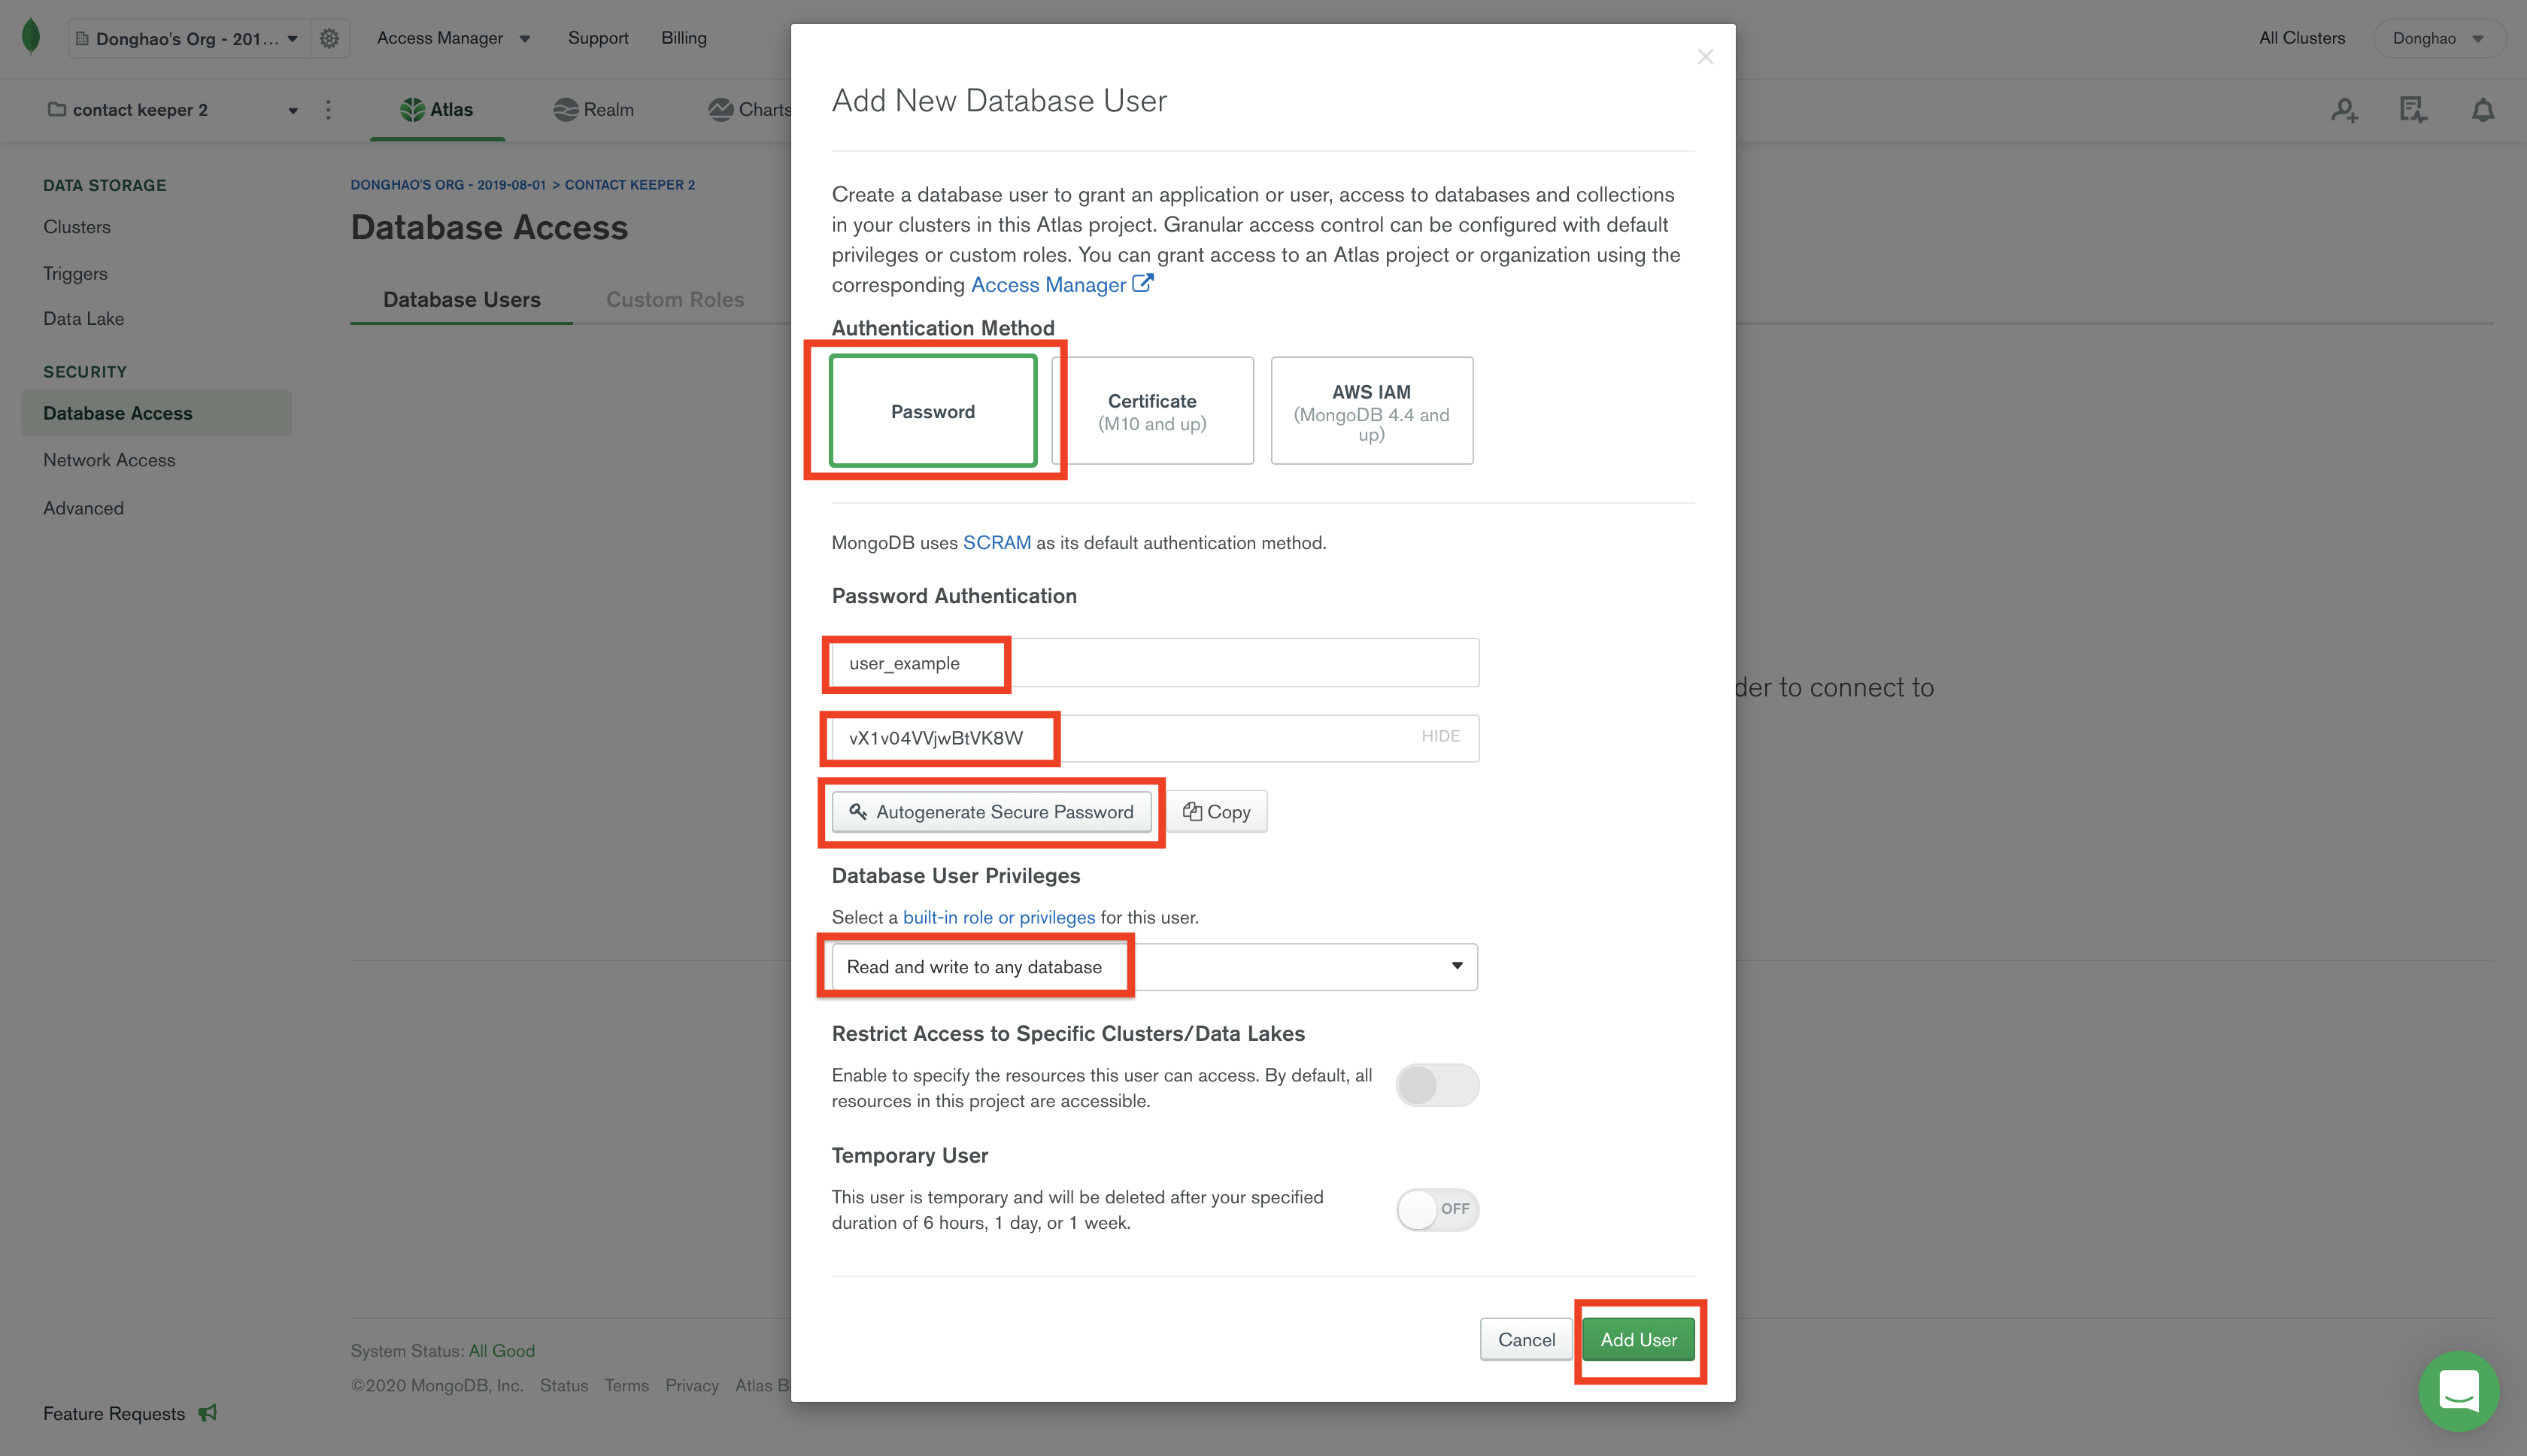 Donghao's Org - 201...
Access Manager
Support
Billing
All Clusters
Donghao
contact keeper 2
Atlas
Realm
Charts
DATA STORAGE
Clusters
Triggers
Data Lake
SECURITY
Database Access
Network Access
Advanced
Feature Requests
DONGHAO'S ORG - 2019-08-01 > CONTACT KEEPER 2
Database Access
Database Users
Custom Roles
der to connect to
System Status: All Good
©2020 MongoDB, Inc. Status Terms Privacy Atlas B
Add New Database User
Create a database user to grant an application or user, access to databases and collections
in your clusters in this Atlas project. Granular access control can be configured with default
privileges or custom roles. You can grant access to an Atlas project or organization using the
corresponding Access Manager
Authentication Method
Password
Certificate
(M10 and up)
AWS IAM
(MongoDB 4.4 and
up)
MongoDB uses SCRAM as its default authentication method.
Password Authentication
user_example
vX1v04VVjwBtVK8W
HIDE
Autogenerate Secure Password
Copy
Database User Privileges
Select a built-in role or privileges for this user.
Read and write to any database
Restrict Access to Specific Clusters/Data Lakes
Enable to specify the resources this user can access. By default, all
resources in this project are accessible.
Temporary User
This user is temporary and will be deleted after your specified
duration of 6 hours, 1 day, or 1 week.
OFF
Cancel
Add User